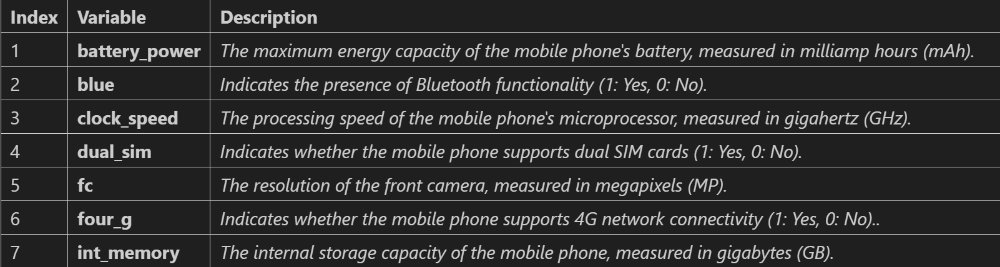 Index Variable Description
1 battery_power The maximum energy capacity of the mobile phone's battery, measured in milliamp hours (mAh).
2 blue Indicates the presence of Bluetooth functionality (1: Yes, 0: No).
3 clock_speed The processing speed of the mobile phone's microprocessor, measured in gigahertz (GHz).
4 dual_sim Indicates whether the mobile phone supports dual SIM cards (1: Yes, 0: No).
5 fc The resolution of the front camera, measured in megapixels (MP).
6 four_g Indicates whether the mobile phone supports 4G network connectivity (1: Yes, 0: No)..
7 int_memory The internal storage capacity of the mobile phone, measured in gigabytes (GB).